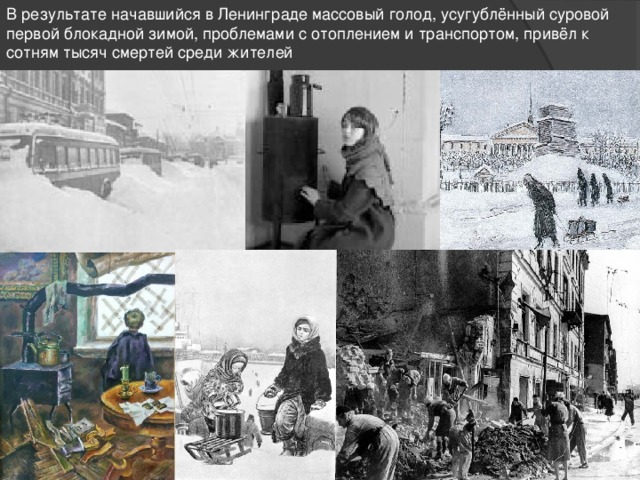 В результате начавшийся в Ленинграде массовый голод, усугублённый суровой
первой блокадной зимой, проблемами с отоплением и транспортом, привёл к
сотням тысяч смертей среди жителей